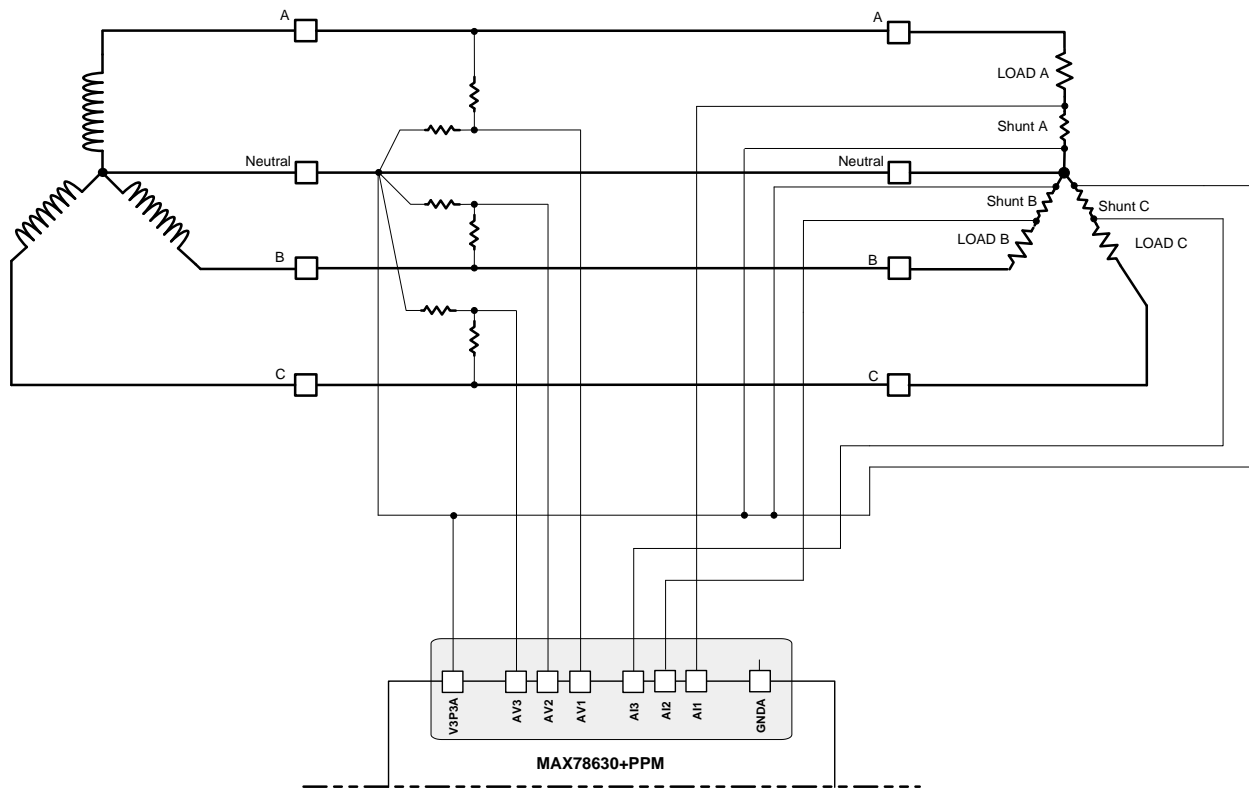 A
A
LOAD A
Shunt A
Neutral
Neutral
Shunt B
Shunt C
LOAD B
LOAD C
B
B
C
C
V3P3A
AV3
AV2
AV1
AI3
AI2
AI1
GNDA
MAX78630+PPM